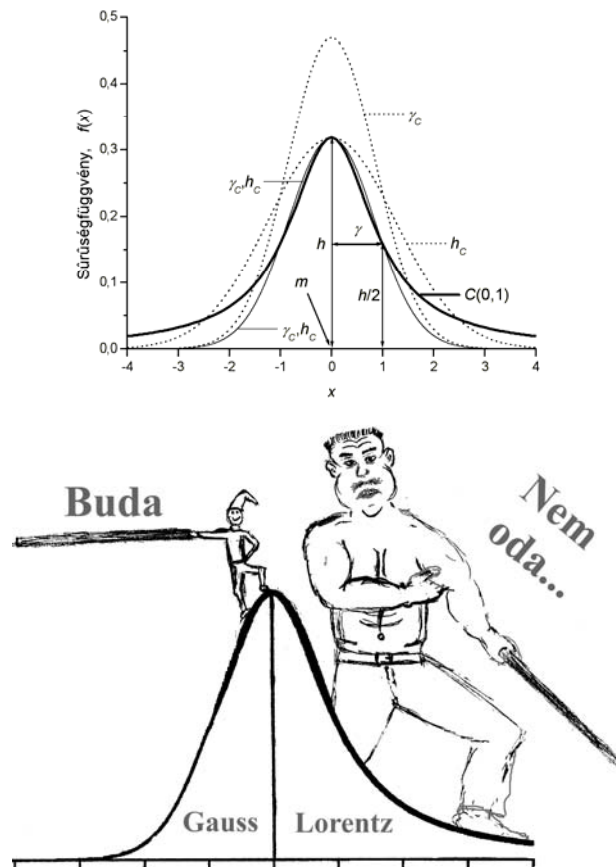 0,5
γC
0,4
Sűrűségfüggvény, f(x)
0,3
γC,hC
γ
hC
0,2
h
m
h/2
C(0,1)
0,1
γC,hC
0,0
-4 -3 -2 -1 0 1 2 3 4
x
Buda
Nem
oda...
Gauss
Lorentz